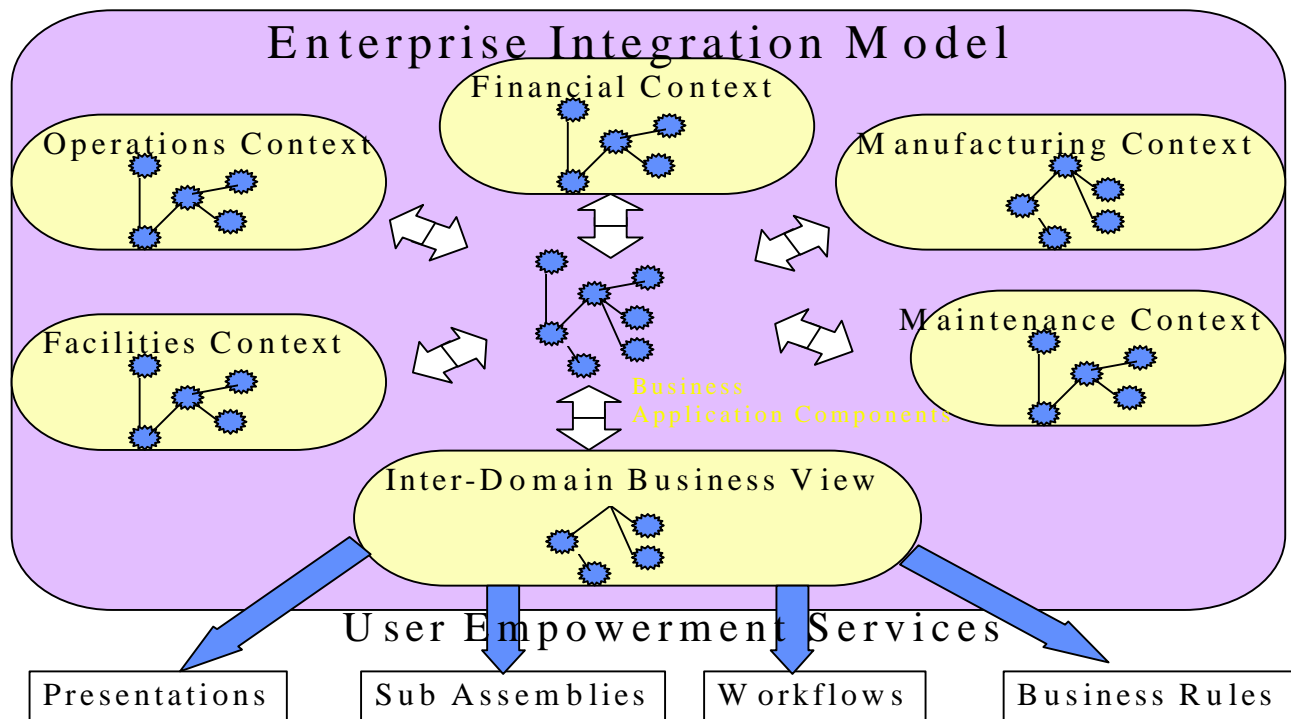 Enterprise Integration Model
Financial Context
Operations Context
Manufacturing Context
Facilities Context
Maintenance Context
Business
Application Components
Inter-Domain Business View
User Empowerment Services
Presentations
Sub Assemblies
Workflows
Business Rules